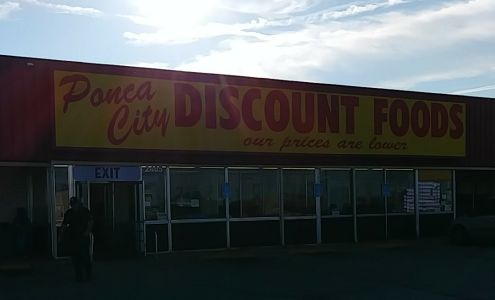 Ponca
City
DISCOUNT FOODS
our prices are lower
EXIT